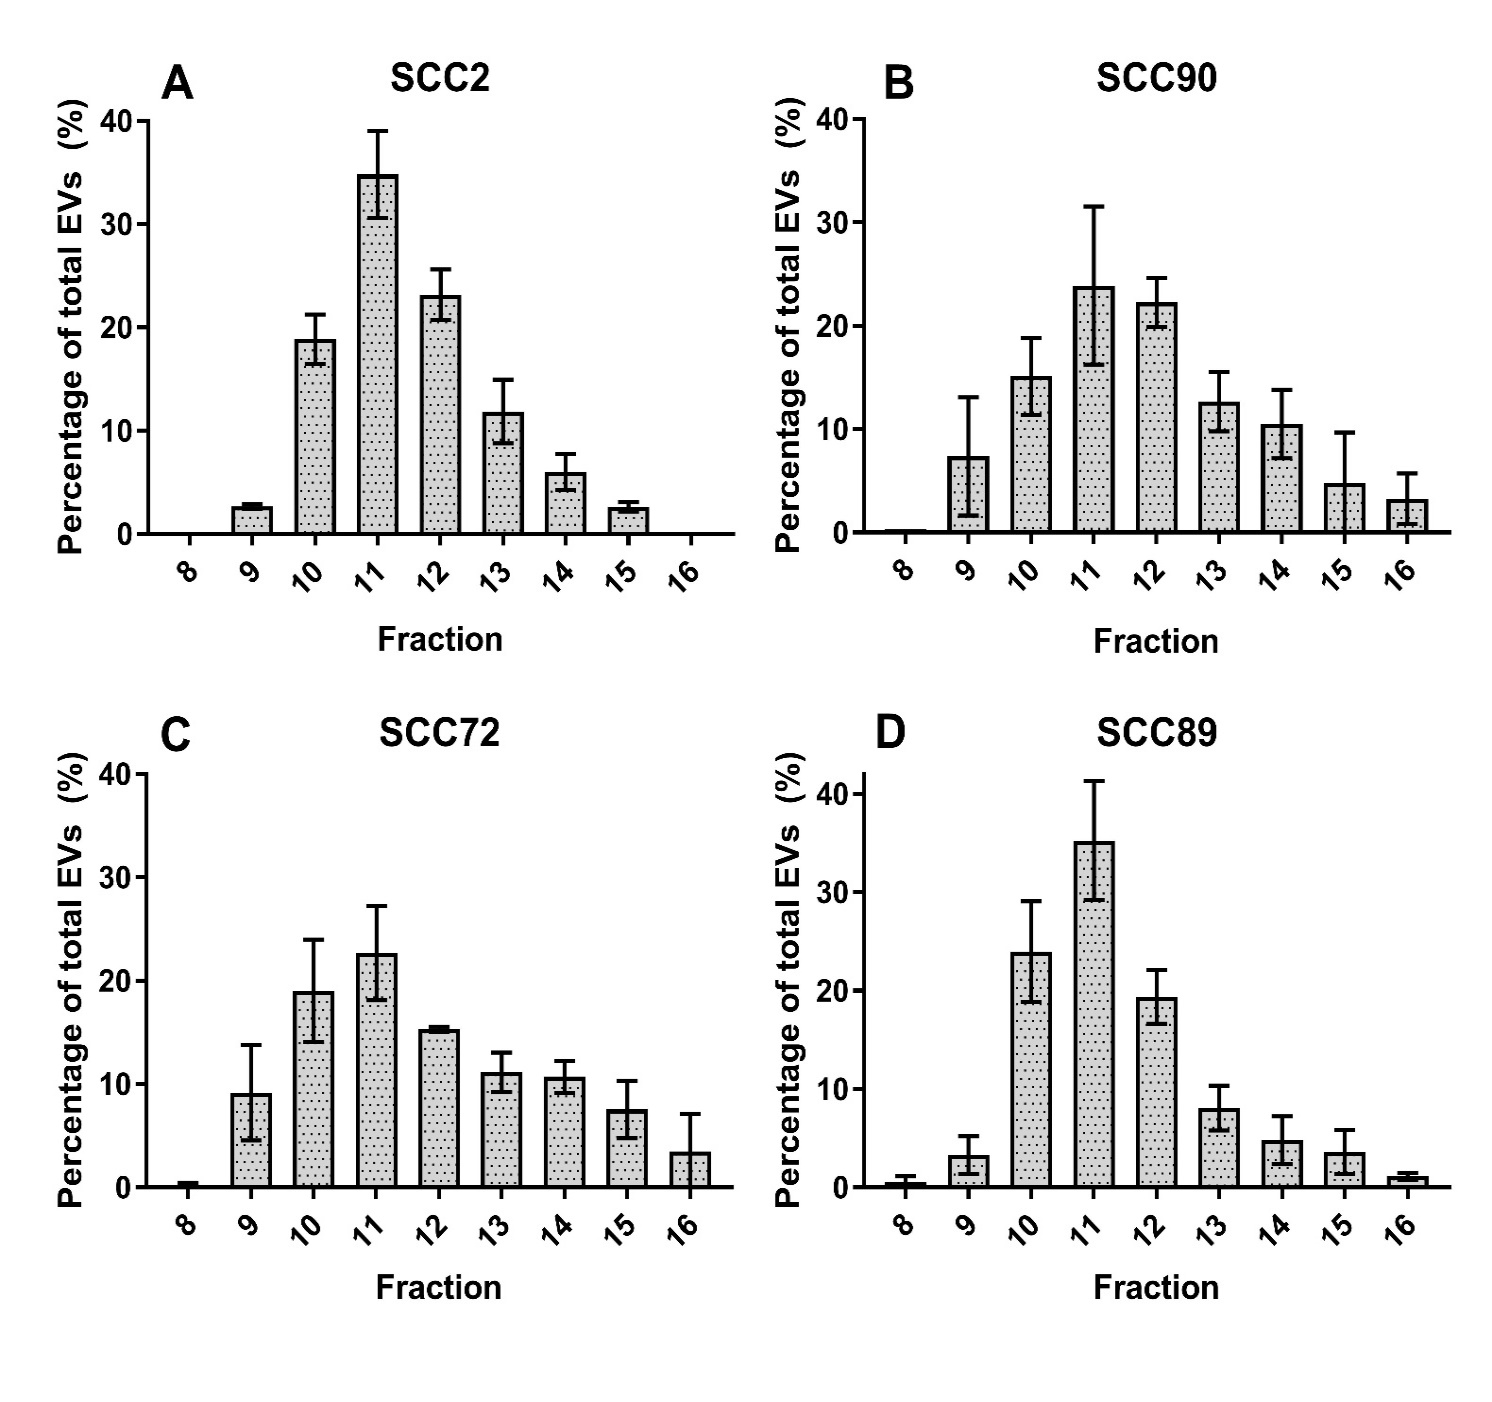 A SCC2
Percentage of total EVs (%)
40
30
20
10
0
8 9 10 11 12 13 14 15 16
Fraction
B SCC90
Percentage of total EVs (%)
40
30
20
10
0
8 9 10 11 12 13 14 15 16
Fraction
C SCC72
Percentage of total EVs (%)
40
30
20
10
0
8 9 10 11 12 13 14 15 16
Fraction
D SCC89
Percentage of total EVs (%)
40
30
20
10
0
8 9 10 11 12 13 14 15 16
Fraction